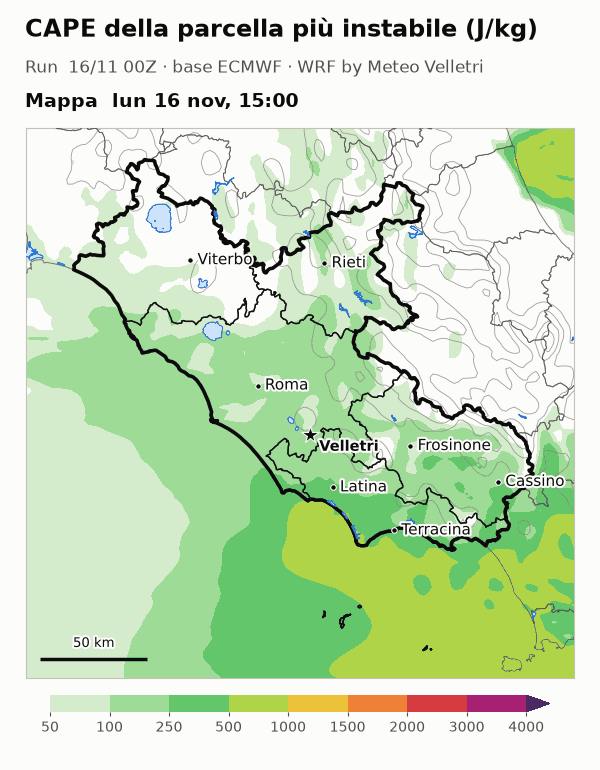 CAPE della parcella più instabile (J/kg)
Run  16/11 00Z · base ECMWF · WRF by Meteo Velletri
Mappa  lun 16 nov, 15:00
Viterbo
Rieti
Roma
Velletri
Frosinone
Latina
Cassino
Terracina
50 km
50 100 250 500 1000 1500 2000 3000 4000